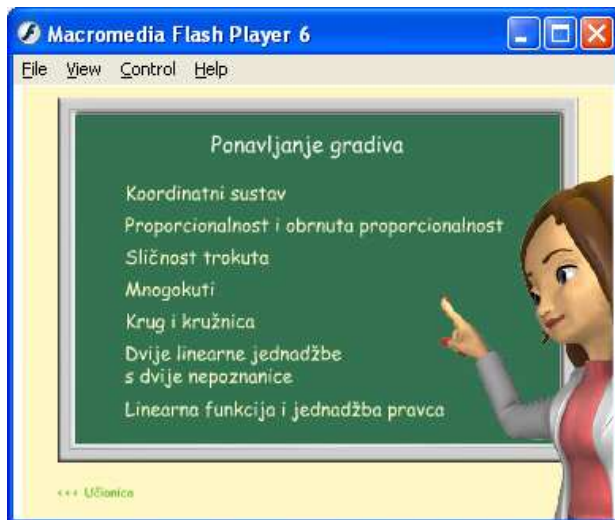 Macromedia Flash Player 6
File View Control Help
Ponavljanje gradiva
Koordinatni sustav
Proporcionalnost i obrnuta proporcionalnost
Sličnost trokuta
Mnogokuti
Krug i kružnica
Dvije linearne jednadžbe
s dvije nepoznanice
Linearna funkcija i jednadžba pravca
<<< Učionica